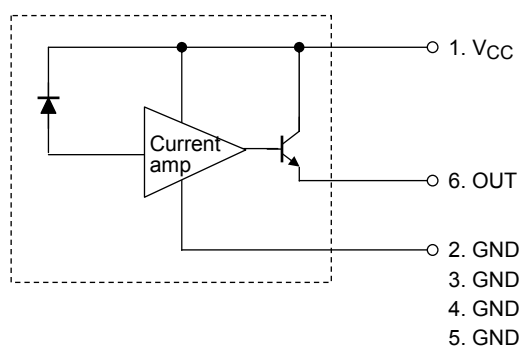 1. VCC
Current
amp
6. OUT
2. GND
3. GND
4. GND
5. GND